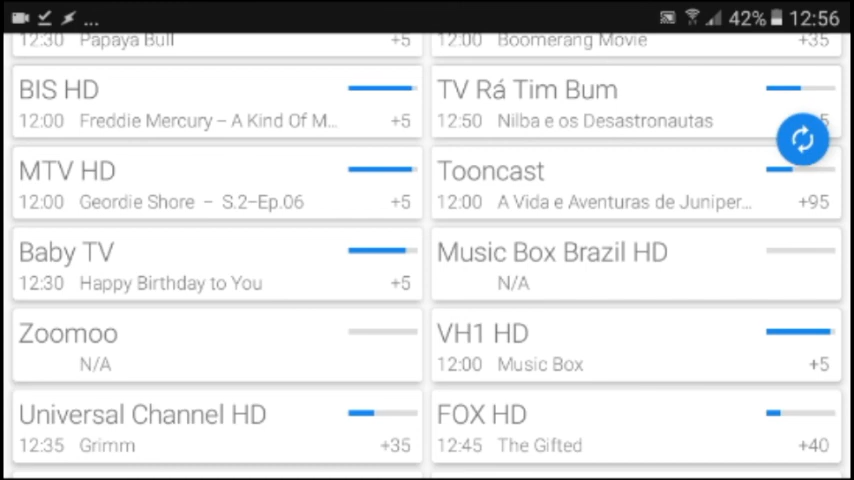 ... 42% 12:56
12:30 Papaya Bull +5
12:00 Boomerang Movie +35
BIS HD
12:00 Freddie Mercury – A Kind Of M... +5
TV Rá Tim Bum
12:50 Nilba e os Desastronautas 5
MTV HD
12:00 Geordie Shore – S.2–Ep.06 +5
Tooncast
12:00 A Vida e Aventuras de Juniper... +95
Baby TV
12:30 Happy Birthday to You +5
Music Box Brazil HD
N/A
Zoomoo
N/A
VH1 HD
12:00 Music Box +5
Universal Channel HD
12:35 Grimm +35
FOX HD
12:45 The Gifted +40